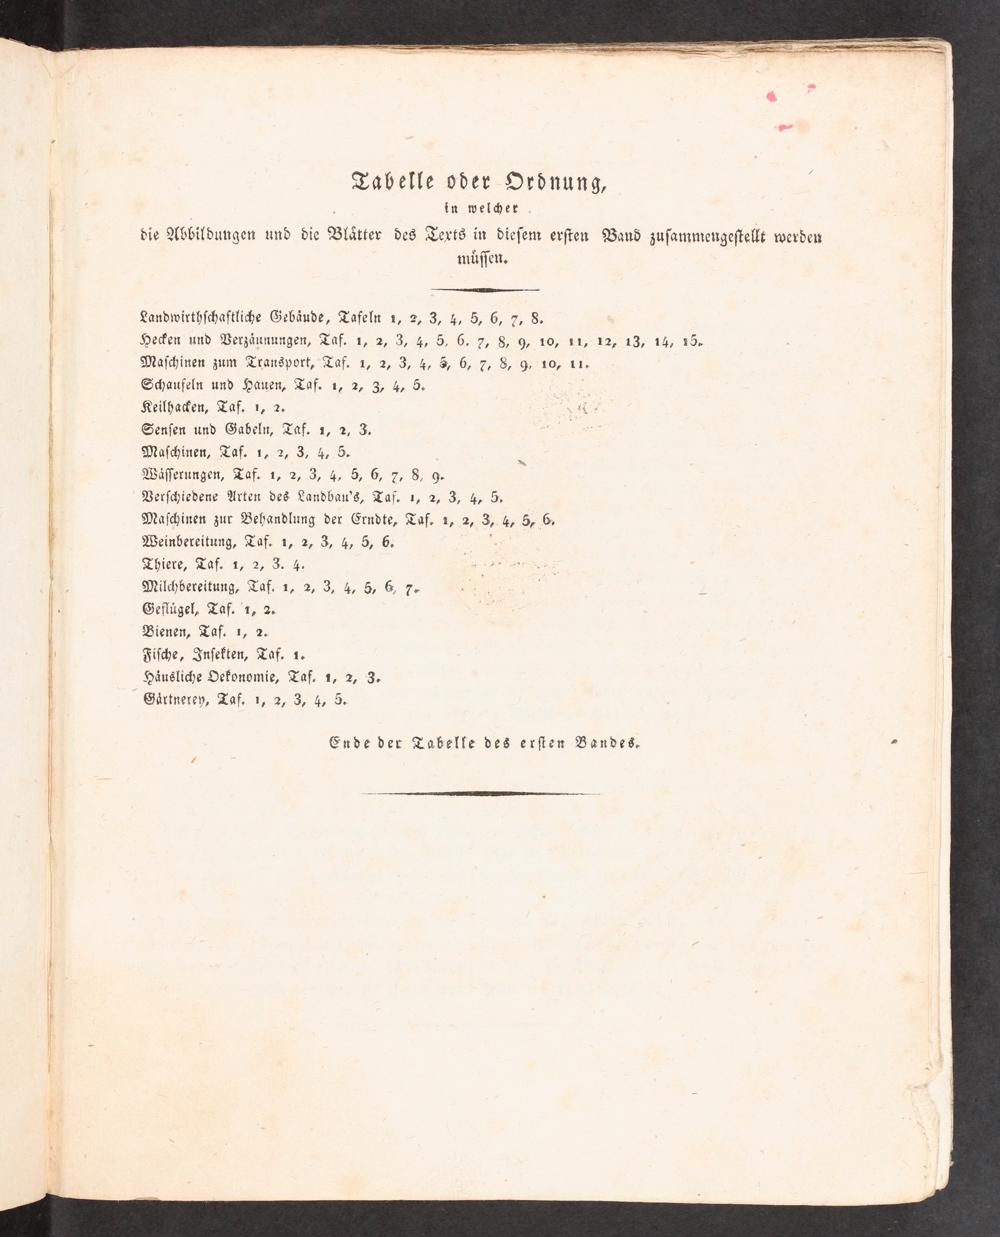 Tabelle oder Ordnung,
in welcher
die Abbildungen und die Blätter des Texts in diesem ersten Band zusammengestellt werden
müssen.
Landwirthschaftliche Gebäude, Tafeln 1, 2, 3, 4, 5, 6, 7, 8.
Hecken und Verzäunungen, Taf. 1, 2, 3, 4, 5, 6. 7, 8, 9, 10, 11, 12, 13, 14, 15.
Maschinen zum Transport, Taf. 1, 2, 3, 4, 5, 6, 7, 8, 9, 10, 11.
Schaufeln und Hauen, Taf. 1, 2, 3, 4, 5.
Keilhacken, Taf. 1, 2.
Sensen und Gabeln, Taf. 1, 2, 3.
Maschinen, Taf. 1, 2, 3, 4, 5.
Wässerungen, Taf. 1, 2, 3, 4, 5, 6, 7, 8, 9.
Verschiedene Arten des Landbau's, Taf. 1, 2, 3, 4, 5.
Maschinen zur Behandlung der Erndte, Taf. 1, 2, 3, 4, 5, 6.
Weinbereitung, Taf. 1, 2, 3, 4, 5, 6.
Thiere, Taf. 1, 2, 3. 4.
Milchbereitung, Taf. 1, 2, 3, 4, 5, 6, 7.
Geflügel, Taf. 1, 2.
Bienen, Taf. 1, 2.
Fische, Insekten, Taf. 1.
Häusliche Oekonomie, Taf. 1, 2, 3.
Gärtnerey, Taf. 1, 2, 3, 4, 5.
Ende der Tabelle des ersten Bandes.